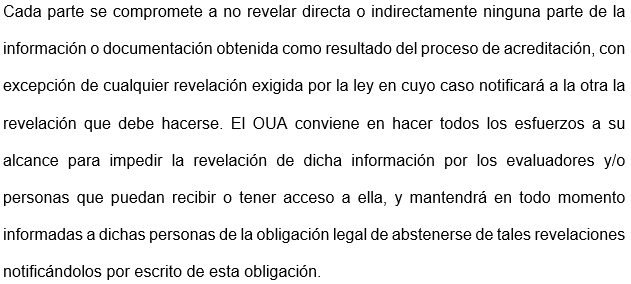 Cada parte se compromete a no revelar directa o indirectamente ninguna parte de la
información o documentación obtenida como resultado del proceso de acreditación, con
excepción de cualquier revelación exigida por la ley en cuyo caso notificará a la otra la
revelación que debe hacerse. El OUA conviene en hacer todos los esfuerzos a su
alcance para impedir la revelación de dicha información por los evaluadores y/o
personas que puedan recibir o tener acceso a ella, y mantendrá en todo momento
informadas a dichas personas de la obligación legal de abstenerse de tales revelaciones
notificándolos por escrito de esta obligación.